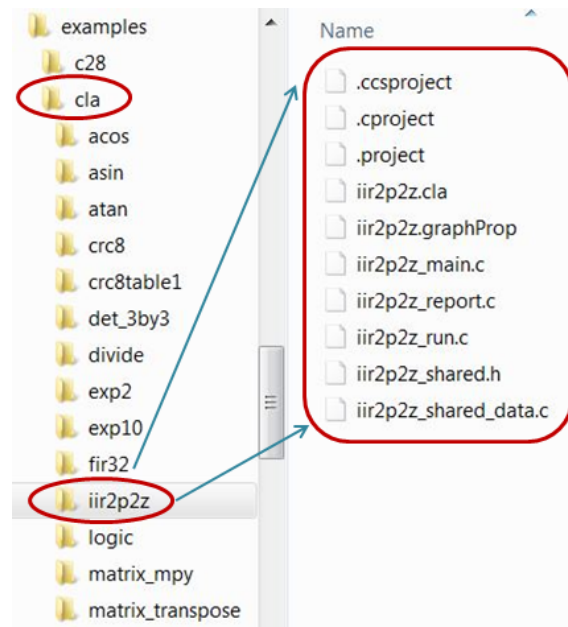 examples
c28
cla
acos
asin
atan
crc8
crc8table1
det_3by3
divide
exp2
exp10
fir32
iir2p2z
logic
matrix_mpy
matrix_transpose
Name
.ccsproject
.cproject
.project
iir2p2z.cla
iir2p2z.graphProp
iir2p2z_main.c
iir2p2z_report.c
iir2p2z_run.c
iir2p2z_shared.h
iir2p2z_shared_data.c